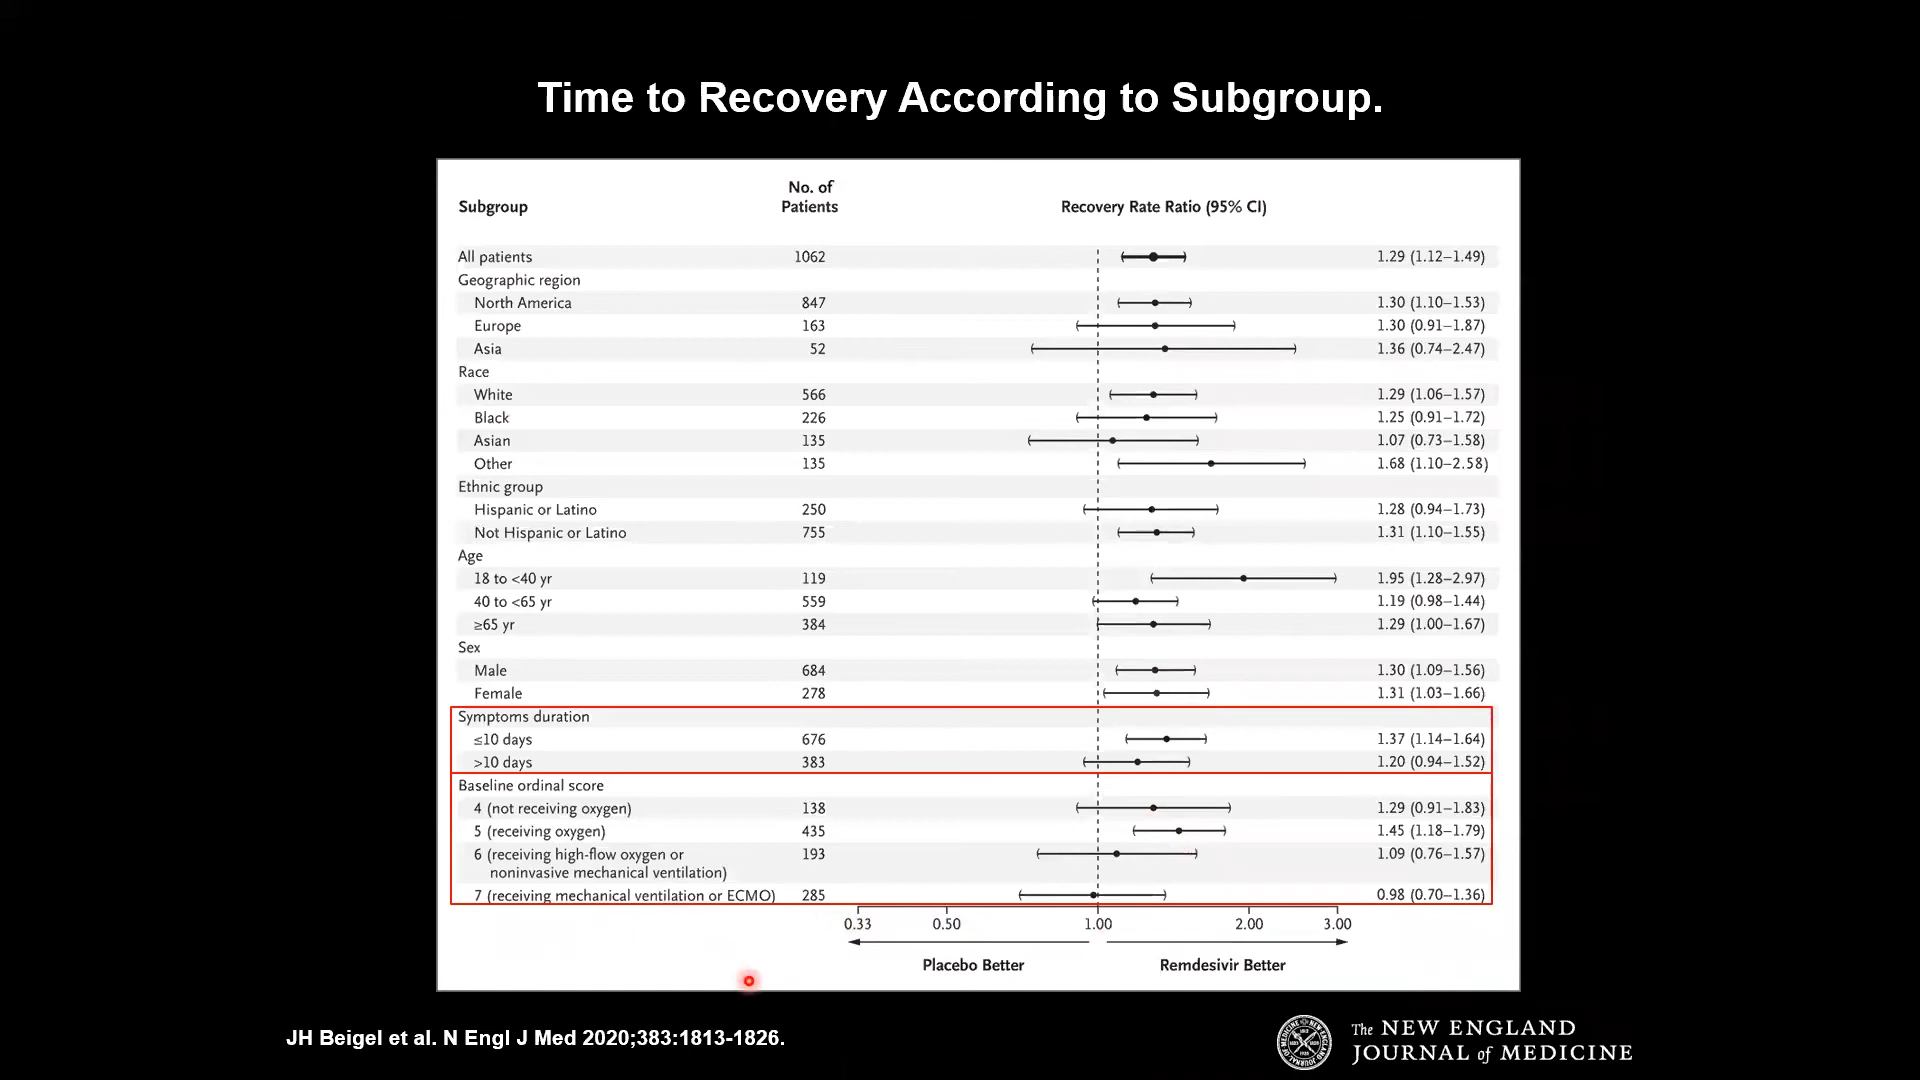 Time to Recovery According to Subgroup.
Subgroup No. of Patients Recovery Rate Ratio (95% CI)
All patients 1062 1.29 (1.12–1.49)
Geographic region
North America 847 1.30 (1.10–1.53)
Europe 163 1.30 (0.91–1.87)
Asia 52 1.36 (0.74–2.47)
Race
White 566 1.29 (1.06–1.57)
Black 226 1.25 (0.91–1.72)
Asian 135 1.07 (0.73–1.58)
Other 135 1.68 (1.10–2.58)
Ethnic group
Hispanic or Latino 250 1.28 (0.94–1.73)
Not Hispanic or Latino 755 1.31 (1.10–1.55)
Age
18 to <40 yr 119 1.95 (1.28–2.97)
40 to <65 yr 559 1.19 (0.98–1.44)
≥65 yr 384 1.29 (1.00–1.67)
Sex
Male 684 1.30 (1.09–1.56)
Female 278 1.31 (1.03–1.66)
Symptoms duration
≤10 days 676 1.37 (1.14–1.64)
>10 days 383 1.20 (0.94–1.52)
Baseline ordinal score
4 (not receiving oxygen) 138 1.29 (0.91–1.83)
5 (receiving oxygen) 435 1.45 (1.18–1.79)
6 (receiving high-flow oxygen or 193 1.09 (0.76–1.57)
noninvasive mechanical ventilation)
7 (receiving mechanical ventilation or ECMO) 285 0.98 (0.70–1.36)
0.33 0.50 1.00 2.00 3.00
Placebo Better Remdesivir Better
JH Beigel et al. N Engl J Med 2020;383:1813-1826.
The NEW ENGLAND
JOURNAL of MEDICINE